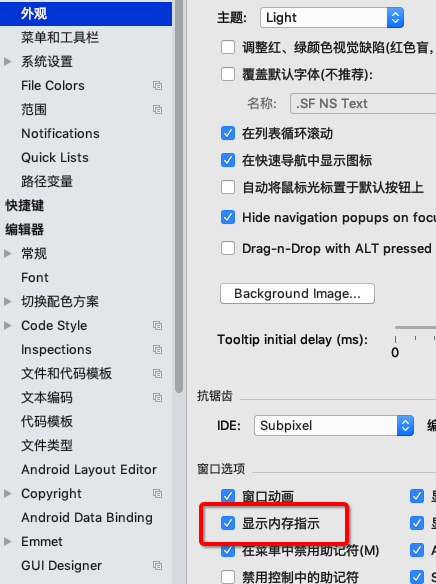 外观
菜单和工具栏
系统设置
File Colors
范围
Notifications
Quick Lists
路径变量
快捷键
编辑器
常规
Font
切换配色方案
Code Style
Inspections
文件和代码模板
文本编码
代码模板
文件类型
Android Layout Editor
Copyright
Android Data Binding
Emmet
GUI Designer
主题: Light
调整红、绿颜色视觉缺陷(红色盲,
覆盖默认字体(不推荐):
名称: .SF NS Text
在列表循环滚动
在快速导航中显示图标
自动将鼠标光标置于默认按钮上
Hide navigation popups on focu
Drag-n-Drop with ALT pressed
Background Image...
Tooltip initial delay (ms):
0
抗锯齿
IDE: Subpixel
窗口选项
窗口动画
显示内存指示
在菜单中禁用助记符(M)
禁用控制中的助记符